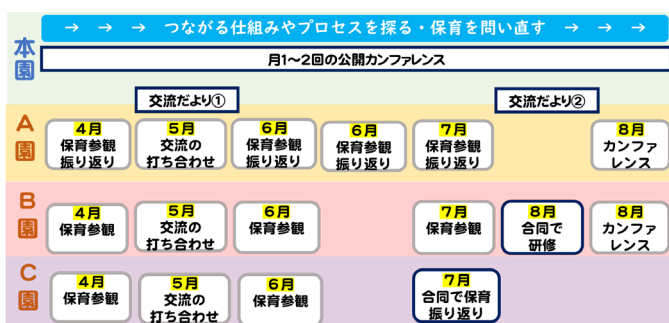 → → → つながる仕組みやプロセスを探る・保育を問い直す → → →
本園
月1～2回の公開カンファレンス
交流だより①
交流だより②
A園
4月
保育参観
振り返り
5月
交流の
打ち合わせ
6月
保育参観
振り返り
6月
保育参観
振り返り
7月
保育参観
振り返り
8月
カンファ
レンス
B園
4月
保育参観
5月
交流の
打ち合わせ
6月
保育参観
7月
保育参観
8月
合同で
研修
8月
カンファ
レンス
C園
4月
保育参観
5月
交流の
打ち合わせ
6月
保育参観
7月
合同で保育
振り返り